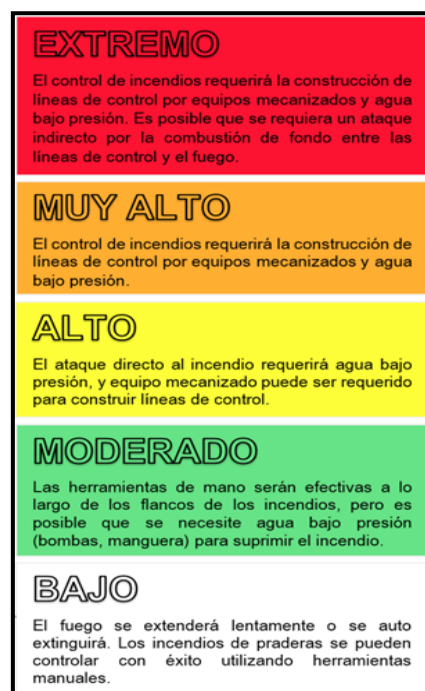 EXTREMO
El control de incendios requerirá la construcción de
líneas de control por equipos mecanizados y agua
bajo presión. Es posible que se requiera un ataque
indirecto por la combustión de fondo entre las
líneas de control y el fuego.
MUY ALTO
El control de incendios requerirá la construcción de
líneas de control por equipos mecanizados y agua
bajo presión.
ALTO
El ataque directo al incendio requerirá agua bajo
presión, y equipo mecanizado puede ser requerido
para construir líneas de control.
MODERADO
Las herramientas de mano serán efectivas a lo
largo de los flancos de los incendios, pero es
posible que se necesite agua bajo presión
(bombas, manguera) para suprimir el incendio.
BAJO
El fuego se extenderá lentamente o se auto
extinguirá. Los incendios de praderas se pueden
controlar con éxito utilizando herramientas
manuales.